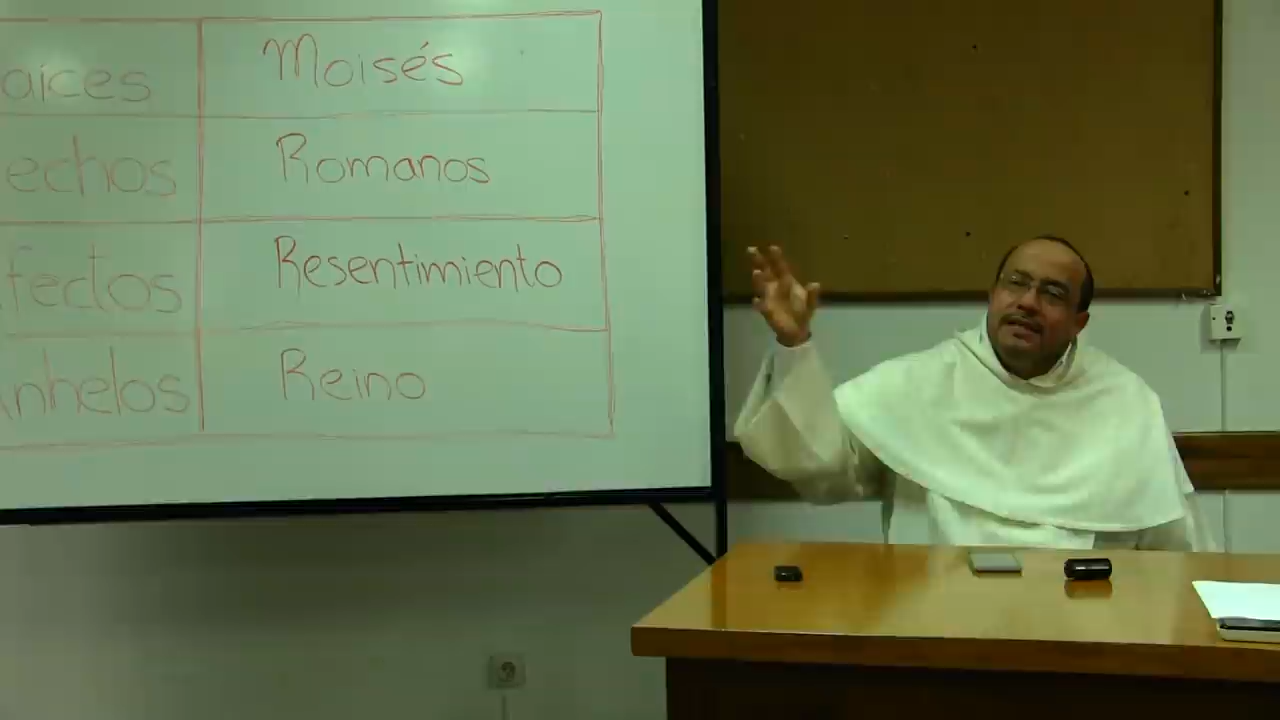 aices Moisés
echos Romanos
fectos Resentimiento
nhelos Reino